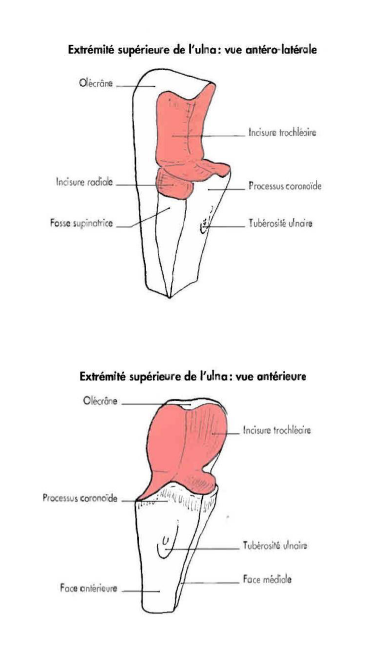 Extrémité supérieure de l'ulna : vue antéro-latérale
Olécrâne
Incisure trochléaire
Incisure radiale
Processus coronoïde
Fosse supinatrice
Tubérosité ulnaire
Extrémité supérieure de l'ulna : vue antérieure
Olécrâne
Incisure trochléaire
Processus coronoïde
Tubérosité ulnaire
Face médiale
Face antérieure